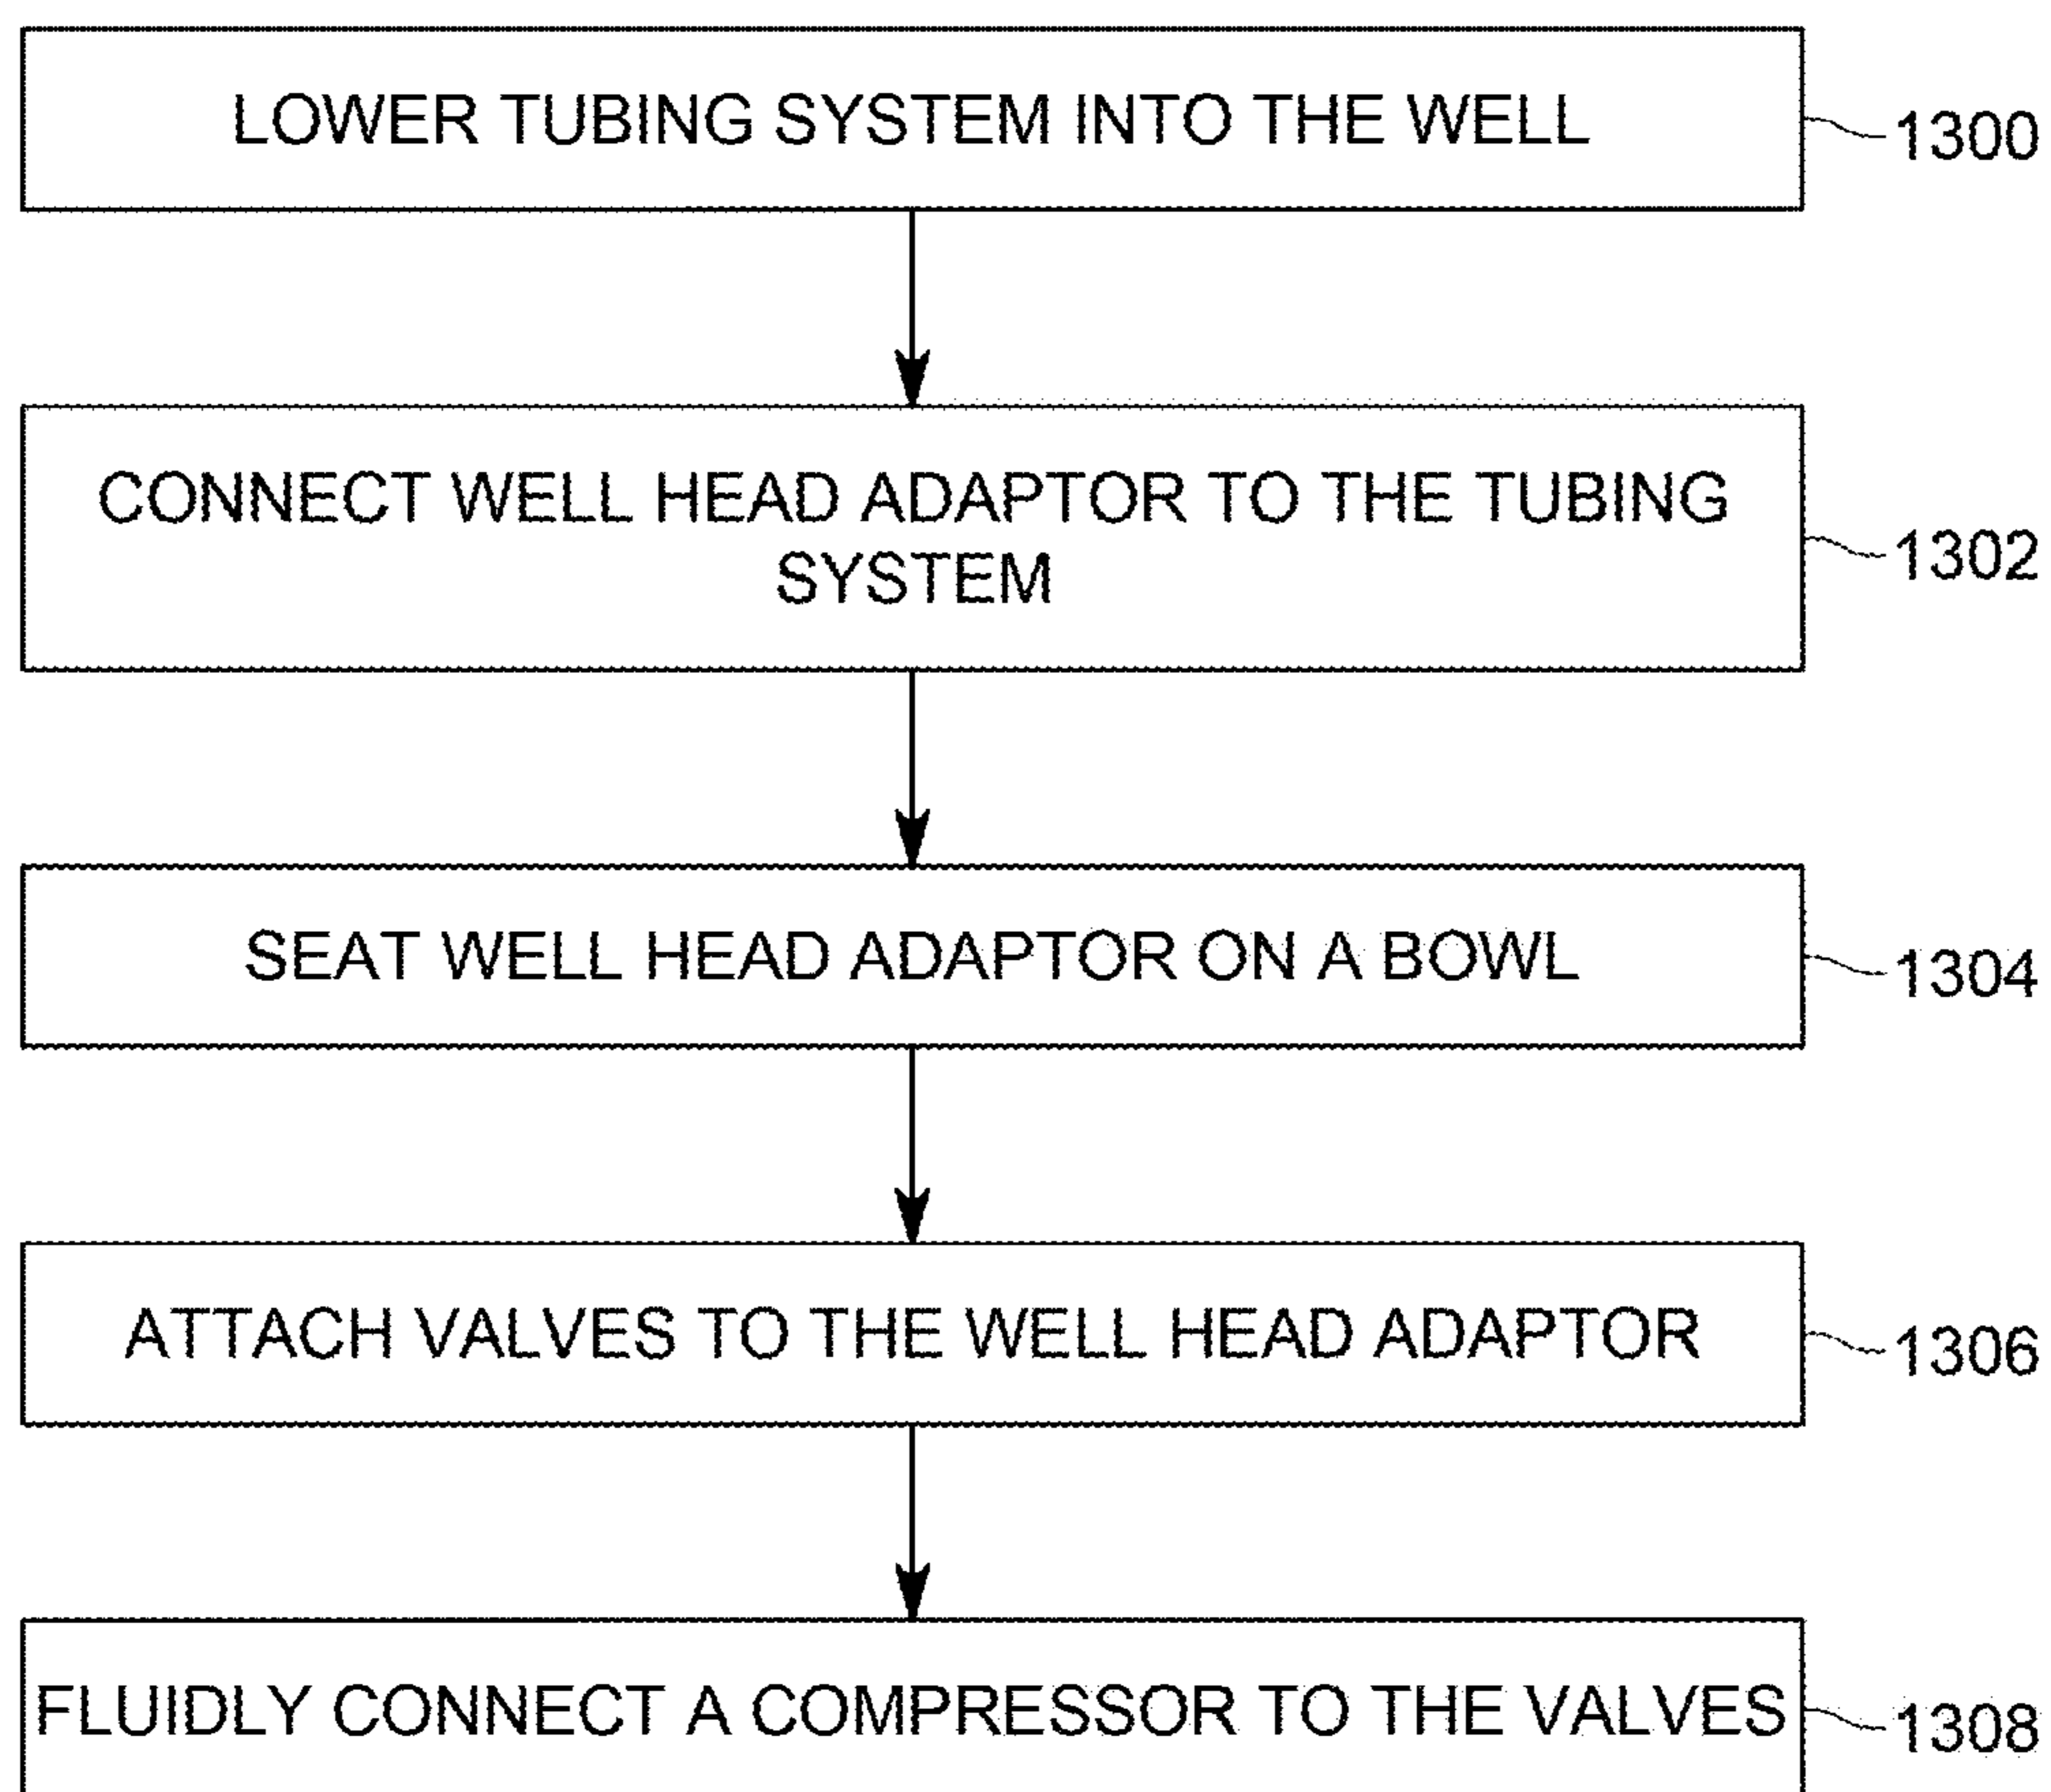 LOWER TUBING SYSTEM INTO THE WELL
1300
CONNECT WELL HEAD ADAPTOR TO THE TUBING
SYSTEM
1302
SEAT WELL HEAD ADAPTOR ON A BOWL
1304
ATTACH VALVES TO THE WELL HEAD ADAPTOR
1306
FLUIDLY CONNECT A COMPRESSOR TO THE VALVES
1308